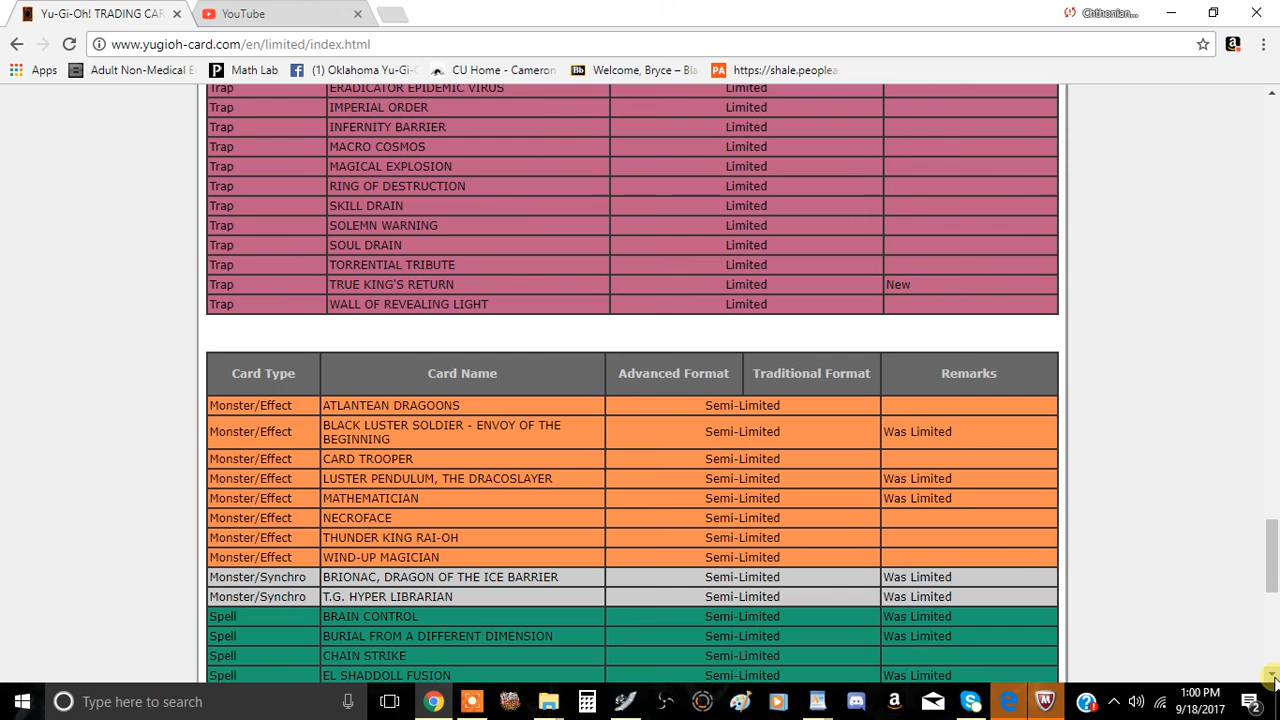 Yu-Gi-Oh! TRADING CAR
YouTube
Chthonian...
www.yugioh-card.com/en/limited/index.html
Apps
Adult Non-Medical E
Math Lab
(1) Oklahoma Yu-Gi-
CU Home - Cameron
Welcome, Bryce – Bla
https://shale.peoplea
Trap ERADICATOR EPIDEMIC VIRUS Limited
Trap IMPERIAL ORDER Limited
Trap INFERNITY BARRIER Limited
Trap MACRO COSMOS Limited
Trap MAGICAL EXPLOSION Limited
Trap RING OF DESTRUCTION Limited
Trap SKILL DRAIN Limited
Trap SOLEMN WARNING Limited
Trap SOUL DRAIN Limited
Trap TORRENTIAL TRIBUTE Limited
Trap TRUE KING'S RETURN Limited New
Trap WALL OF REVEALING LIGHT Limited
Card Type Card Name Advanced Format Traditional Format Remarks
Monster/Effect ATLANTEAN DRAGOONS Semi-Limited
Monster/Effect BLACK LUSTER SOLDIER - ENVOY OF THE
BEGINNING Semi-Limited Was Limited
Monster/Effect CARD TROOPER Semi-Limited
Monster/Effect LUSTER PENDULUM, THE DRACOSLAYER Semi-Limited Was Limited
Monster/Effect MATHEMATICIAN Semi-Limited Was Limited
Monster/Effect NECROFACE Semi-Limited
Monster/Effect THUNDER KING RAI-OH Semi-Limited
Monster/Effect WIND-UP MAGICIAN Semi-Limited
Monster/Synchro BRIONAC, DRAGON OF THE ICE BARRIER Semi-Limited Was Limited
Monster/Synchro T.G. HYPER LIBRARIAN Semi-Limited Was Limited
Spell BRAIN CONTROL Semi-Limited Was Limited
Spell BURIAL FROM A DIFFERENT DIMENSION Semi-Limited Was Limited
Spell CHAIN STRIKE Semi-Limited
Spell EL SHADDOLL FUSION Semi-Limited Was Limited
Type here to search
1:00 PM
9/18/2017
2